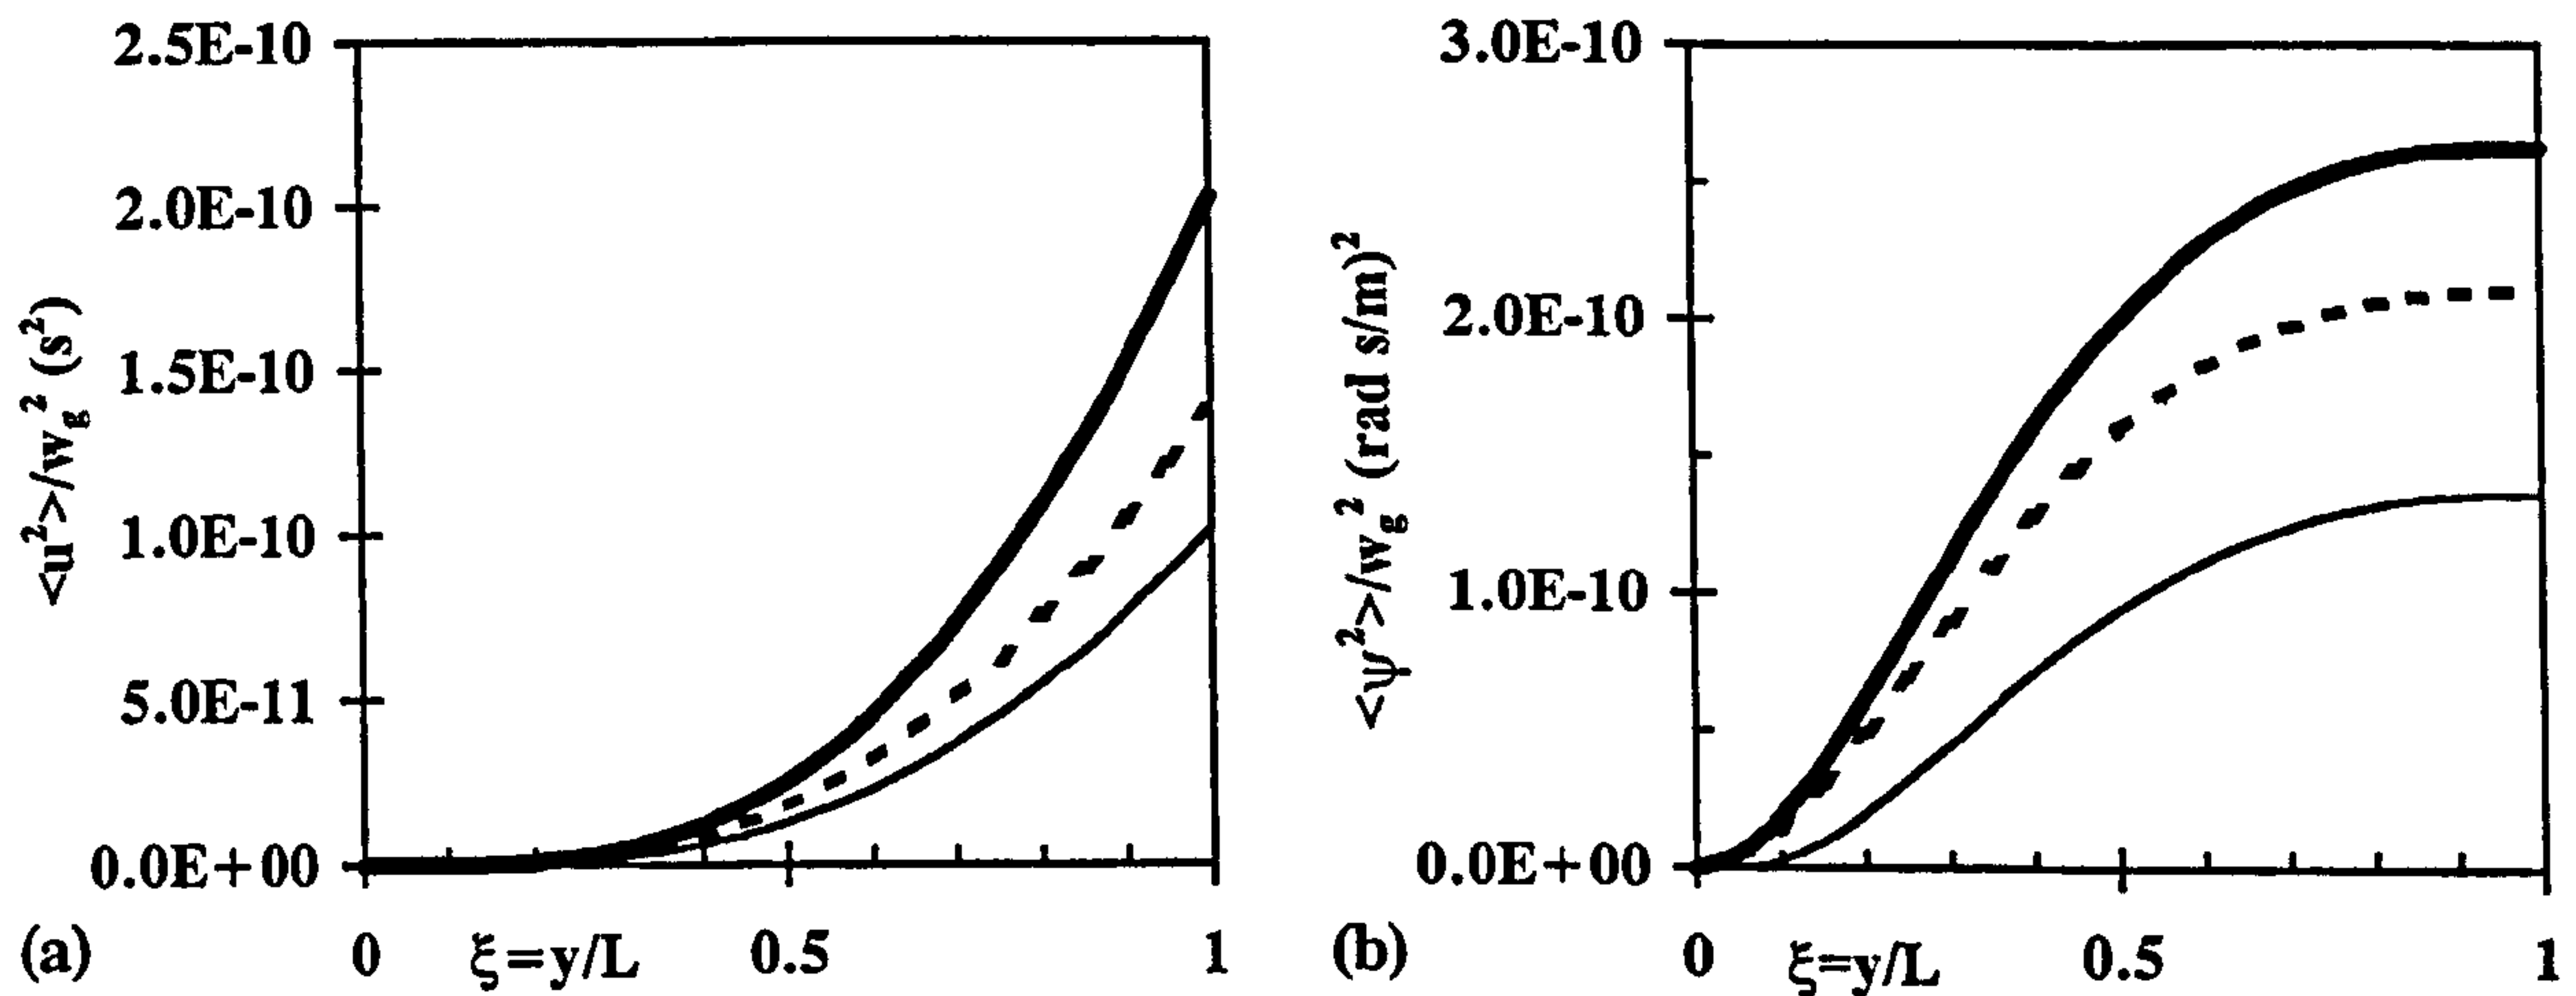 2.5E-10
2.0E-10
1.5E-10
1.0E-10
5.0E-11
0.0E+00
<u²>/w_g² (s²)
0
0.5
1
ξ=y/L
(a)
3.0E-10
2.0E-10
1.0E-10
0.0E+00
<ψ²>/w_g² (rad s/m)²
0
0.5
1
ξ=y/L
(b)